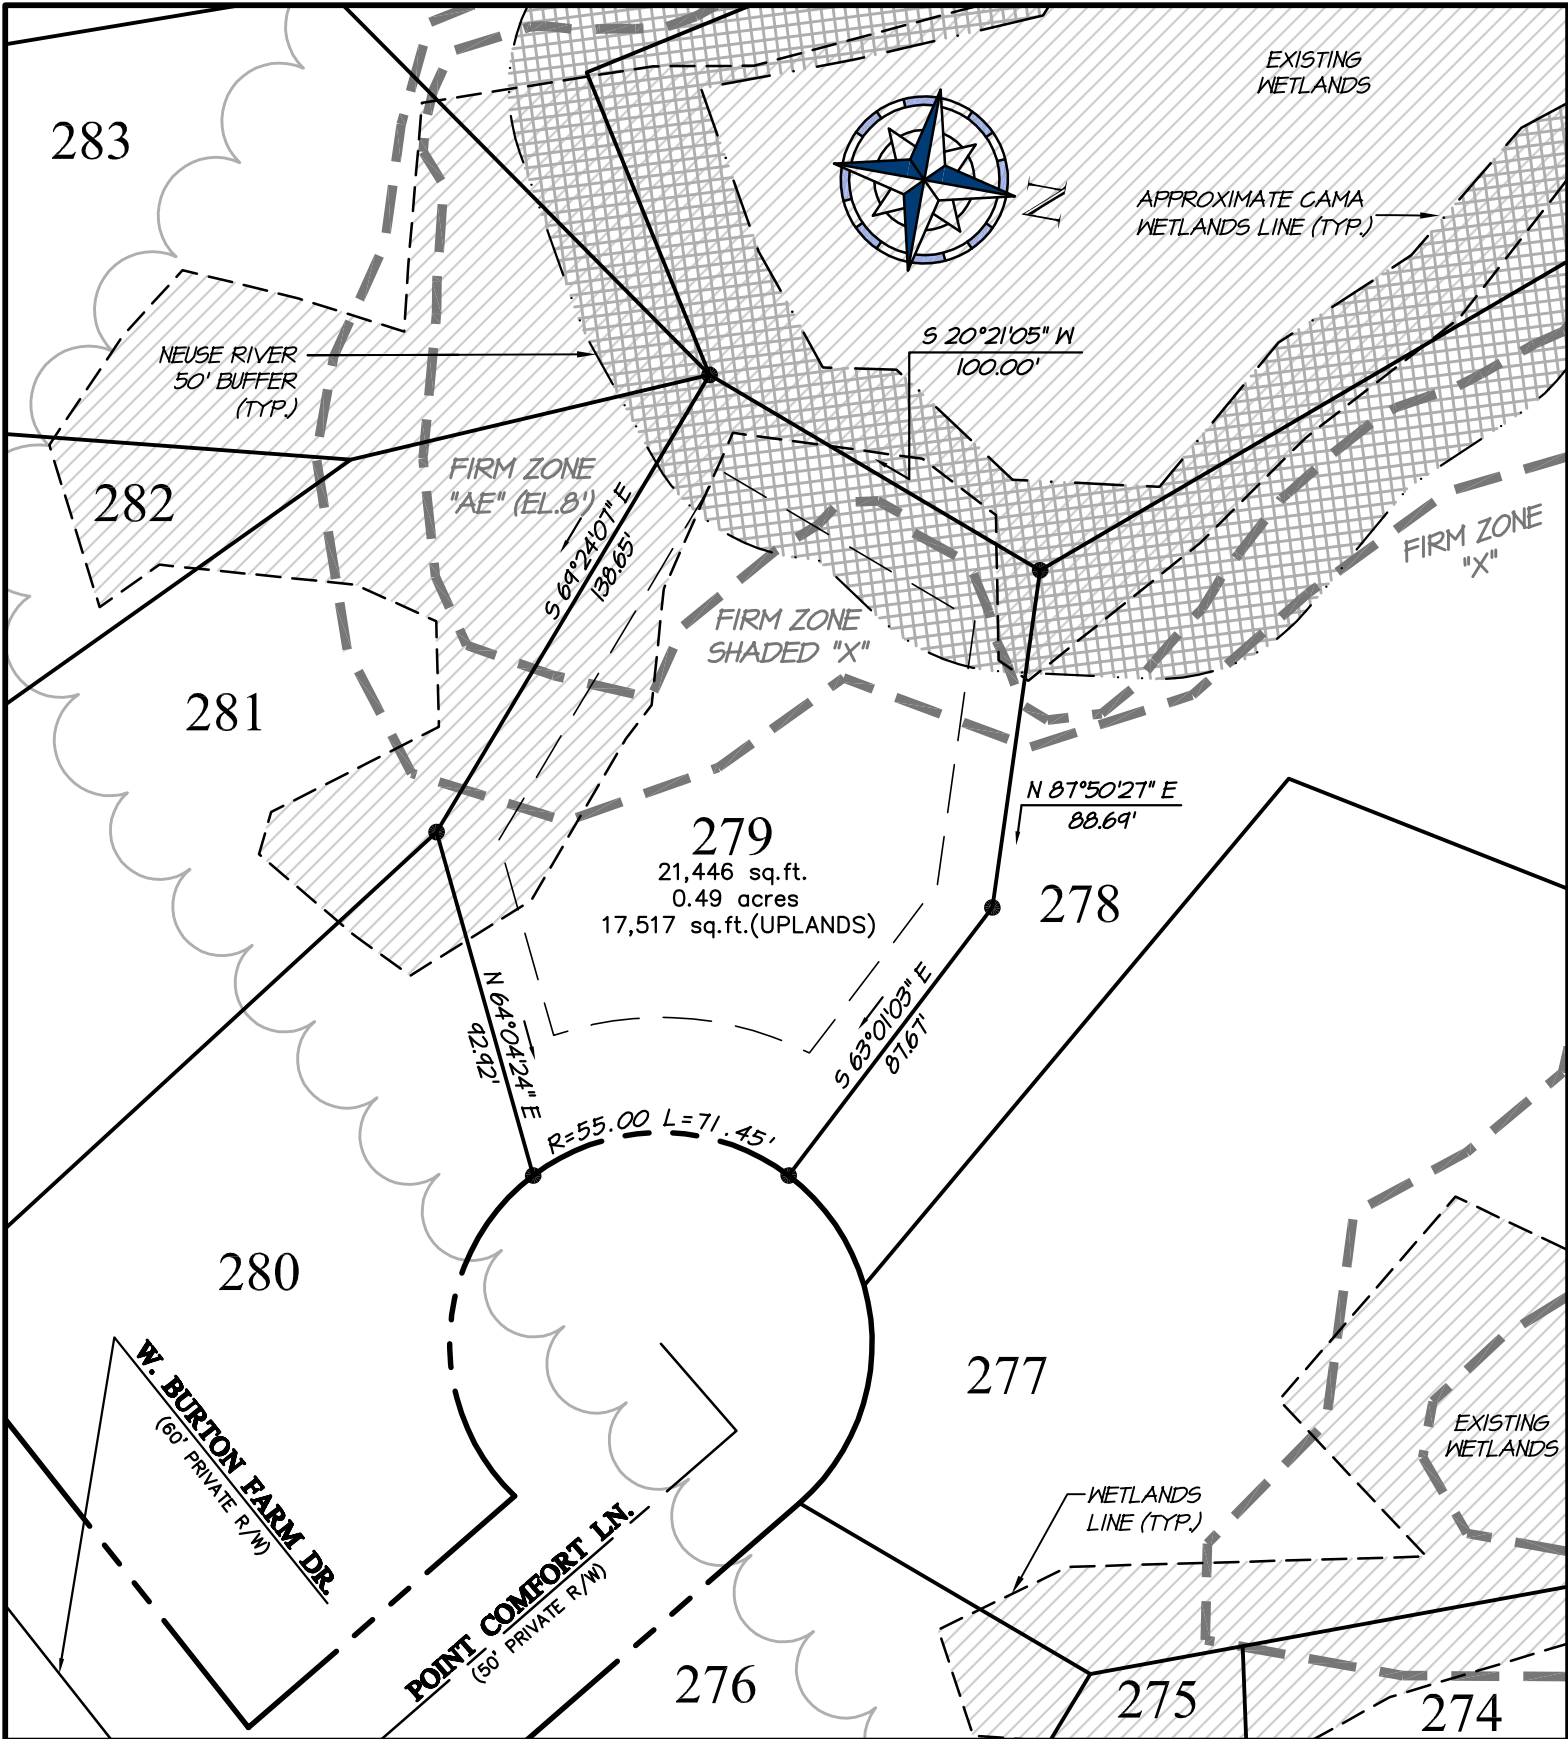 EXISTING
WETLANDS
283
N
APPROXIMATE CAMA
WETLANDS LINE (TYP.)
S 20°21'05" W
100.00'
NEUSE RIVER
50' BUFFER
(TYP.)
FIRM ZONE
"AE" (EL.8')
282
S 69°24'07" E
138.65'
FIRM ZONE
"X"
FIRM ZONE
SHADED "X"
281
N 87°50'27" E
88.69'
279
21,446 sq.ft.
0.49 acres
17,517 sq.ft.(UPLANDS)
278
N 64°04'24" E
92.92'
S 63°01'03" E
87.67'
R=55.00 L=71.45'
280
277
W. BURTON FARM DR.
(60' PRIVATE R/W)
EXISTING
WETLANDS
WETLANDS
LINE (TYP.)
POINT COMFORT LN.
(50' PRIVATE R/W)
276
275
274